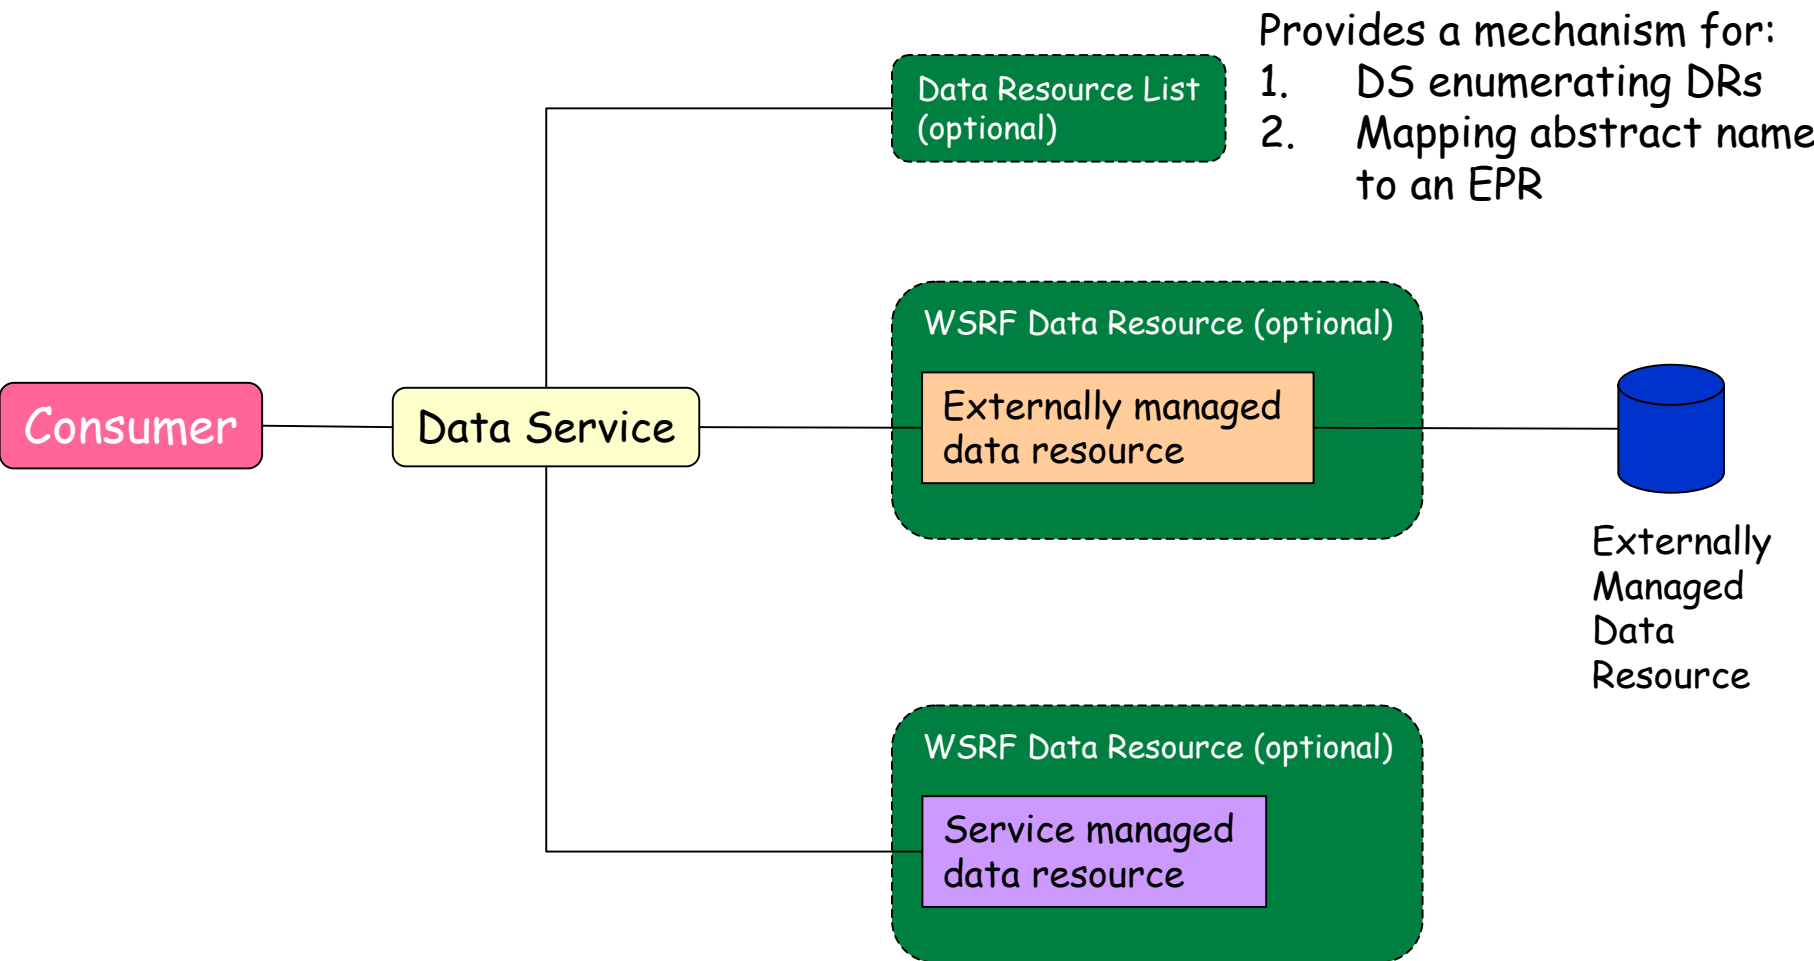 Provides a mechanism for:
1. DS enumerating DRs
2. Mapping abstract name
to an EPR
Data Resource List
(optional)
WSRF Data Resource (optional)
Externally managed
data resource
Consumer
Data Service
Externally
Managed
Data
Resource
WSRF Data Resource (optional)
Service managed
data resource